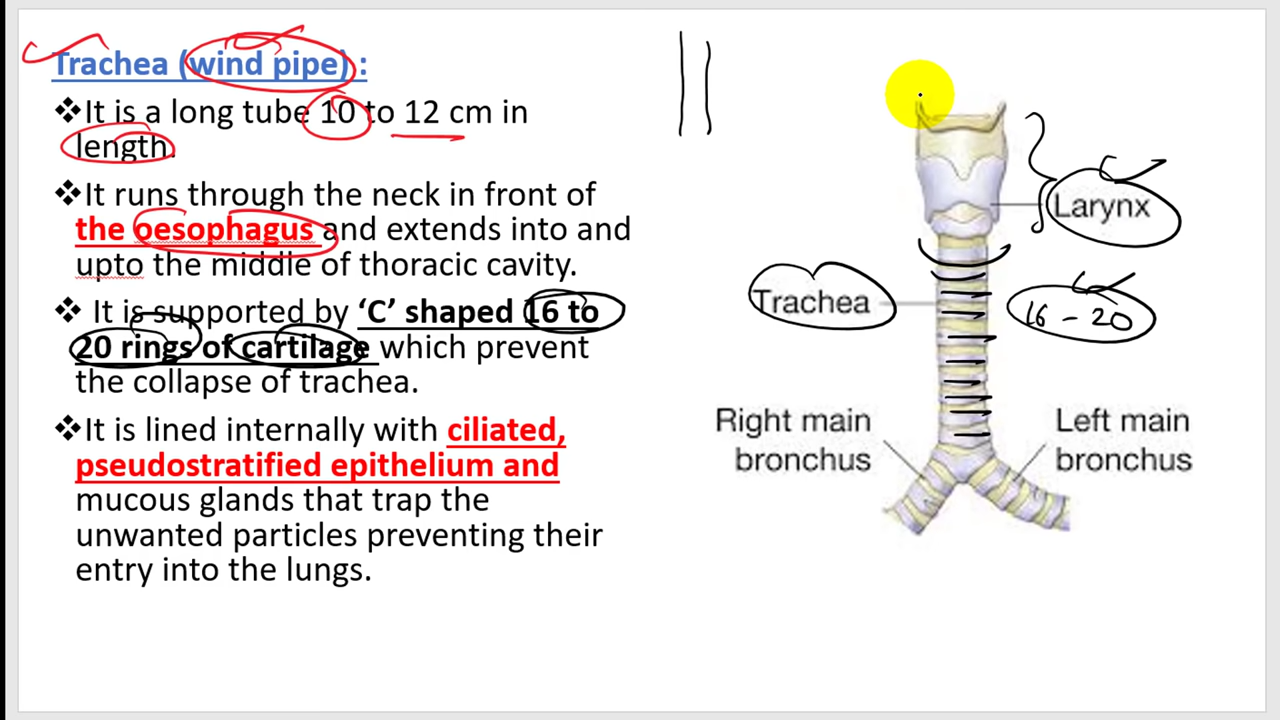 Trachea (wind pipe) :
❖It is a long tube 10 to 12 cm in
length.
❖It runs through the neck in front of
the oesophagus and extends into and
upto the middle of thoracic cavity.
❖ It is supported by ‘C’ shaped 16 to
20 rings of cartilage which prevent
the collapse of trachea.
❖It is lined internally with ciliated,
pseudostratified epithelium and
mucous glands that trap the
unwanted particles preventing their
entry into the lungs.
Larynx
Trachea
16 - 20
Right main
bronchus
Left main
bronchus